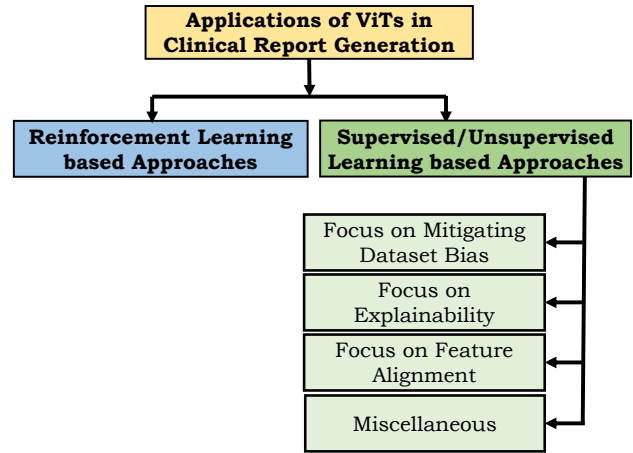 Applications of ViTs in
Clinical Report Generation
Reinforcement Learning
based Approaches
Supervised/Unsupervised
Learning based Approaches
Focus on Mitigating
Dataset Bias
Focus on
Explainability
Focus on Feature
Alignment
Miscellaneous